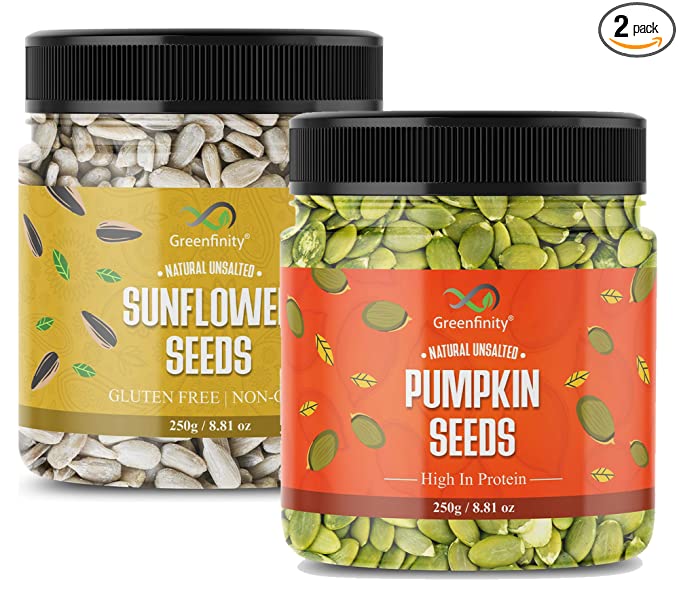 2 pack
Greenfinity®
• NATURAL UNSALTED •
SUNFLOWER
SEEDS
GLUTEN FREE | NON-G
250g / 8.81 oz
Greenfinity®
• NATURAL UNSALTED •
PUMPKIN
SEEDS
High In Protein
250g / 8.81 oz